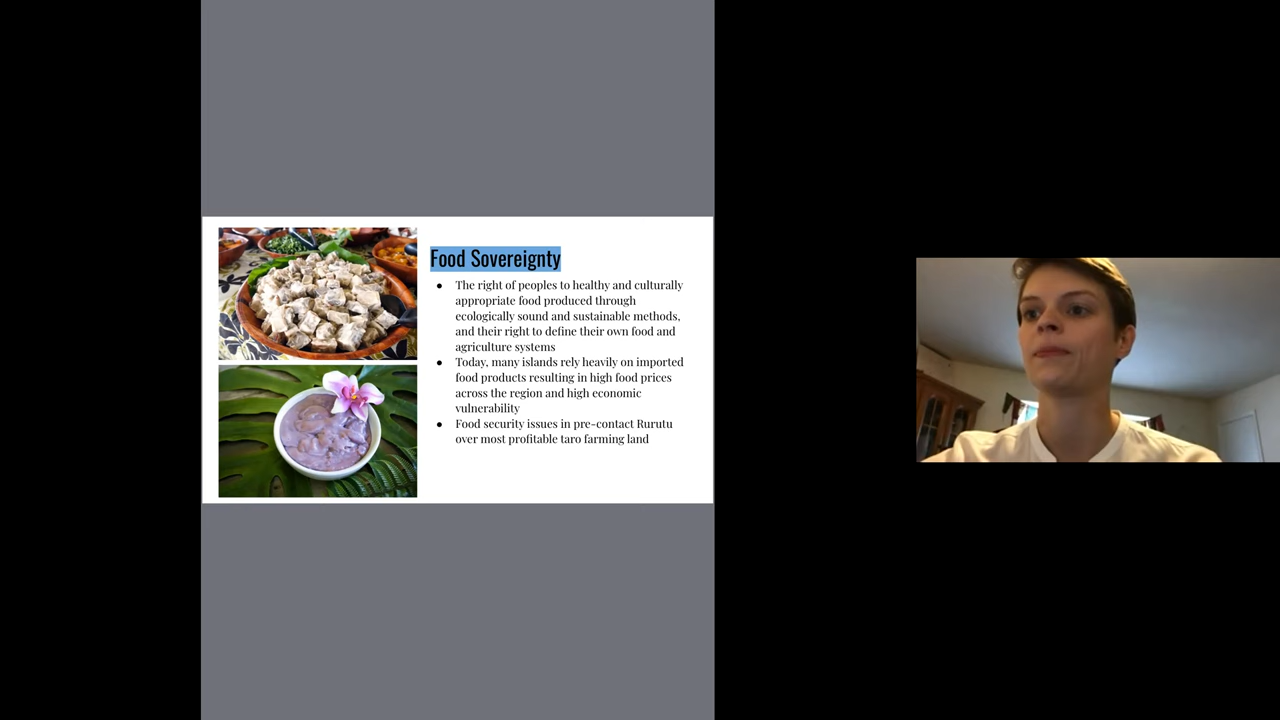 Food Sovereignty
● The right of peoples to healthy and culturally
appropriate food produced through
ecologically sound and sustainable methods,
and their right to define their own food and
agriculture systems
● Today, many islands rely heavily on imported
food products resulting in high food prices
across the region and high economic
vulnerability
● Food security issues in pre-contact Rurutu
over most profitable taro farming land